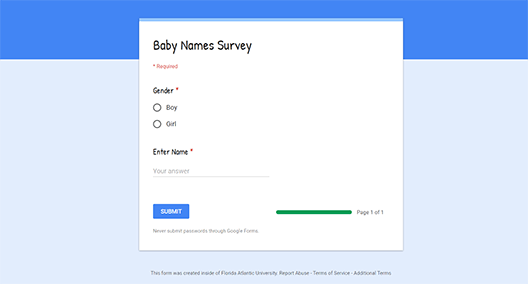 Baby Names Survey
* Required
Gender *
Boy
Girl
Enter Name *
Your answer
SUBMIT
Page 1 of 1
Never submit passwords through Google Forms.
This form was created inside of Florida Atlantic University. Report Abuse - Terms of Service - Additional Terms